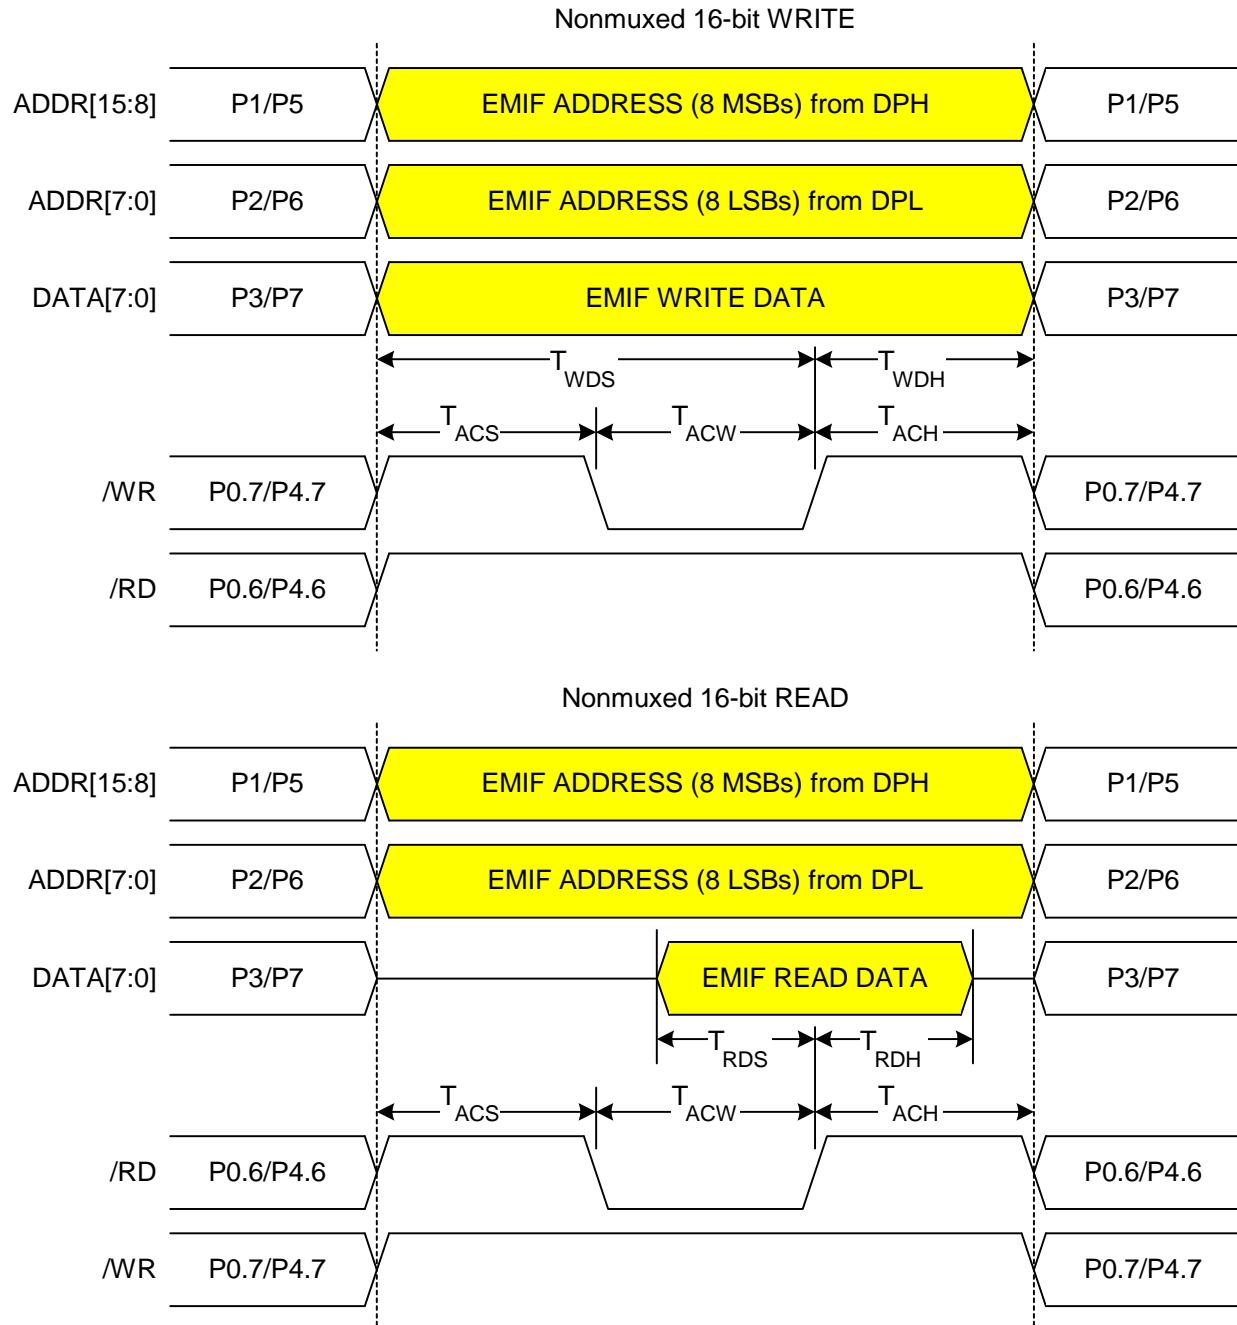 Nonmuxed 16-bit WRITE
ADDR[15:8] P1/P5 EMIF ADDRESS (8 MSBs) from DPH P1/P5
ADDR[7:0] P2/P6 EMIF ADDRESS (8 LSBs) from DPL P2/P6
DATA[7:0] P3/P7 EMIF WRITE DATA P3/P7
TWDS TWDH
TACS TACW TACH
/WR P0.7/P4.7 P0.7/P4.7
/RD P0.6/P4.6 P0.6/P4.6
Nonmuxed 16-bit READ
ADDR[15:8] P1/P5 EMIF ADDRESS (8 MSBs) from DPH P1/P5
ADDR[7:0] P2/P6 EMIF ADDRESS (8 LSBs) from DPL P2/P6
DATA[7:0] P3/P7 EMIF READ DATA P3/P7
TRDS TRDH
TACS TACW TACH
/RD P0.6/P4.6 P0.6/P4.6
/WR P0.7/P4.7 P0.7/P4.7